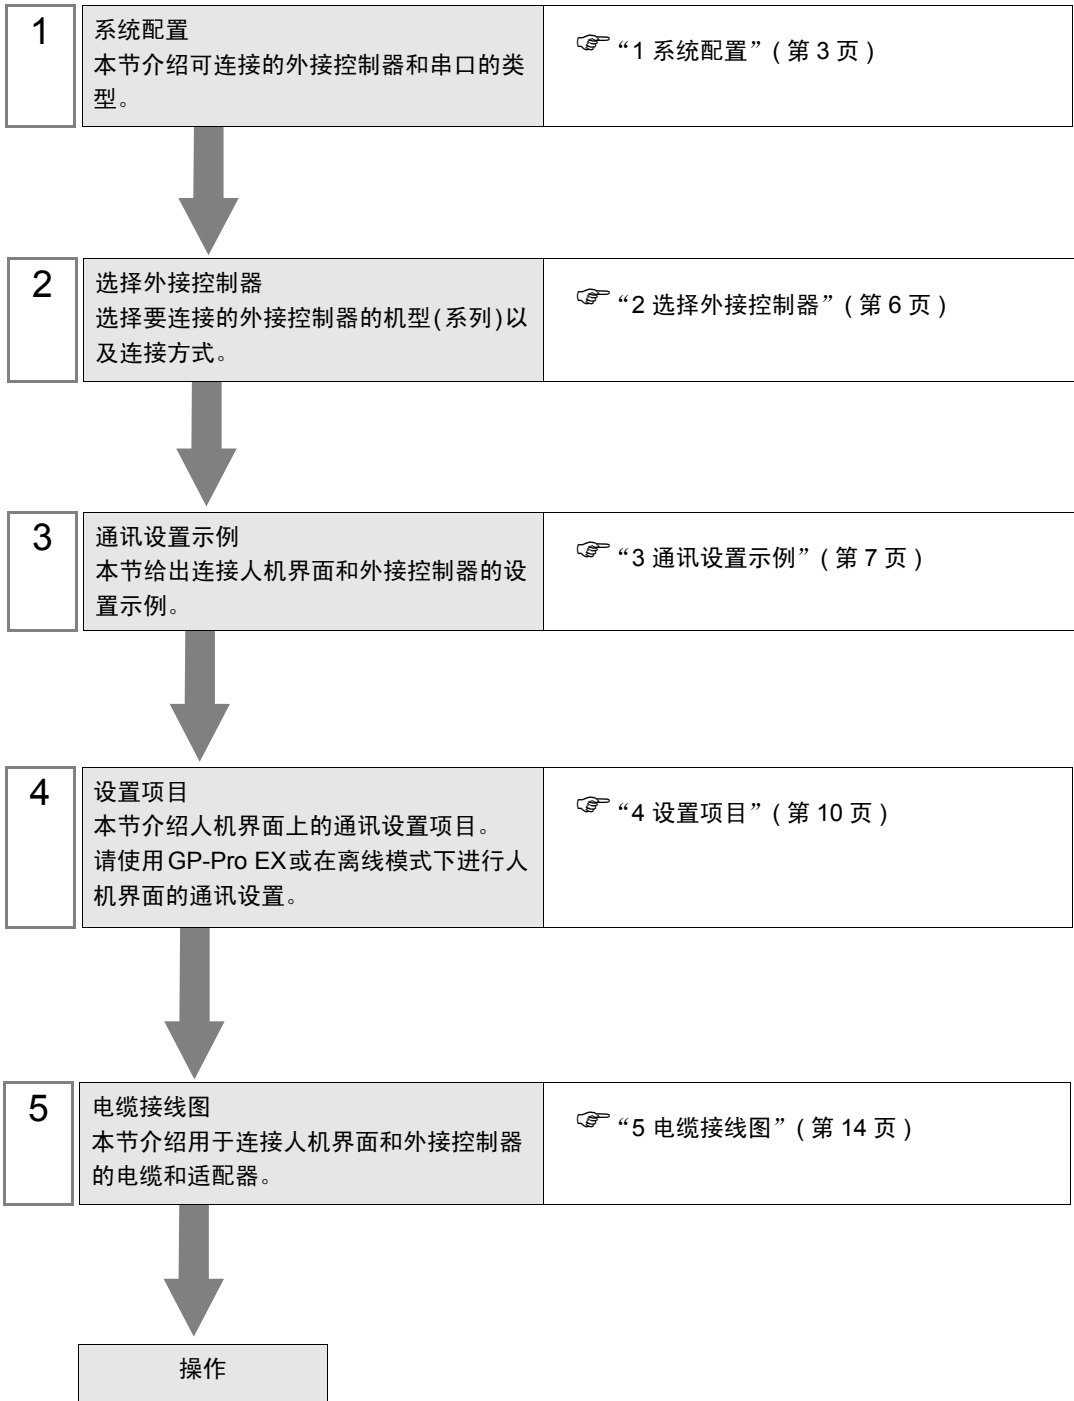 1
系统配置
本节介绍可连接的外接控制器和串口的类
型。
☞ “1 系统配置” ( 第 3 页 )
2
选择外接控制器
选择要连接的外接控制器的机型(系列)以
及连接方式。
☞ “2 选择外接控制器” ( 第 6 页 )
3
通讯设置示例
本节给出连接人机界面和外接控制器的设
置示例。
☞ “3 通讯设置示例” ( 第 7 页 )
4
设置项目
本节介绍人机界面上的通讯设置项目。
请使用GP-Pro EX或在离线模式下进行人
机界面的通讯设置。
☞ “4 设置项目” ( 第 10 页 )
5
电缆接线图
本节介绍用于连接人机界面和外接控制器
的电缆和适配器。
☞ “5 电缆接线图” ( 第 14 页 )
操作